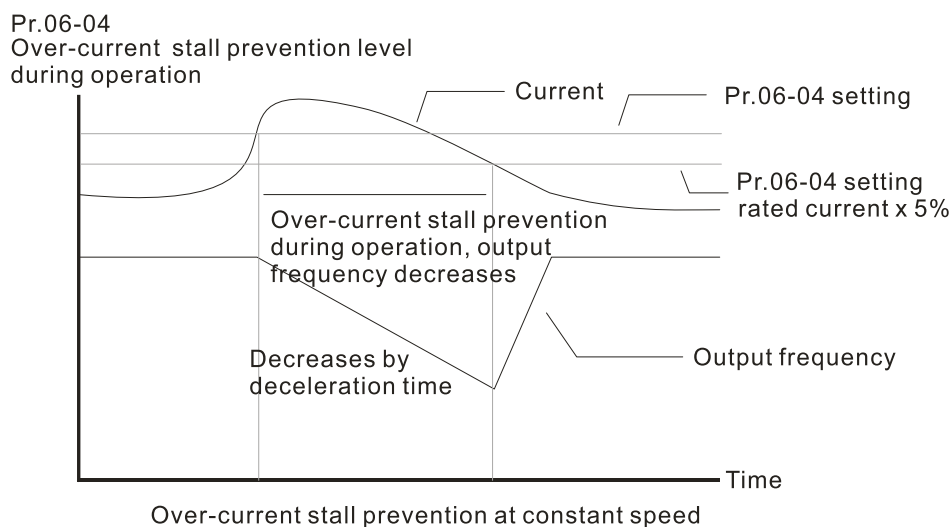 Pr.06-04
Over-current stall prevention level
during operation
Current
Pr.06-04 setting
Pr.06-04 setting
rated current x 5%
Over-current stall prevention
during operation, output
frequency decreases
Decreases by
deceleration time
Output frequency
Time
Over-current stall prevention at constant speed